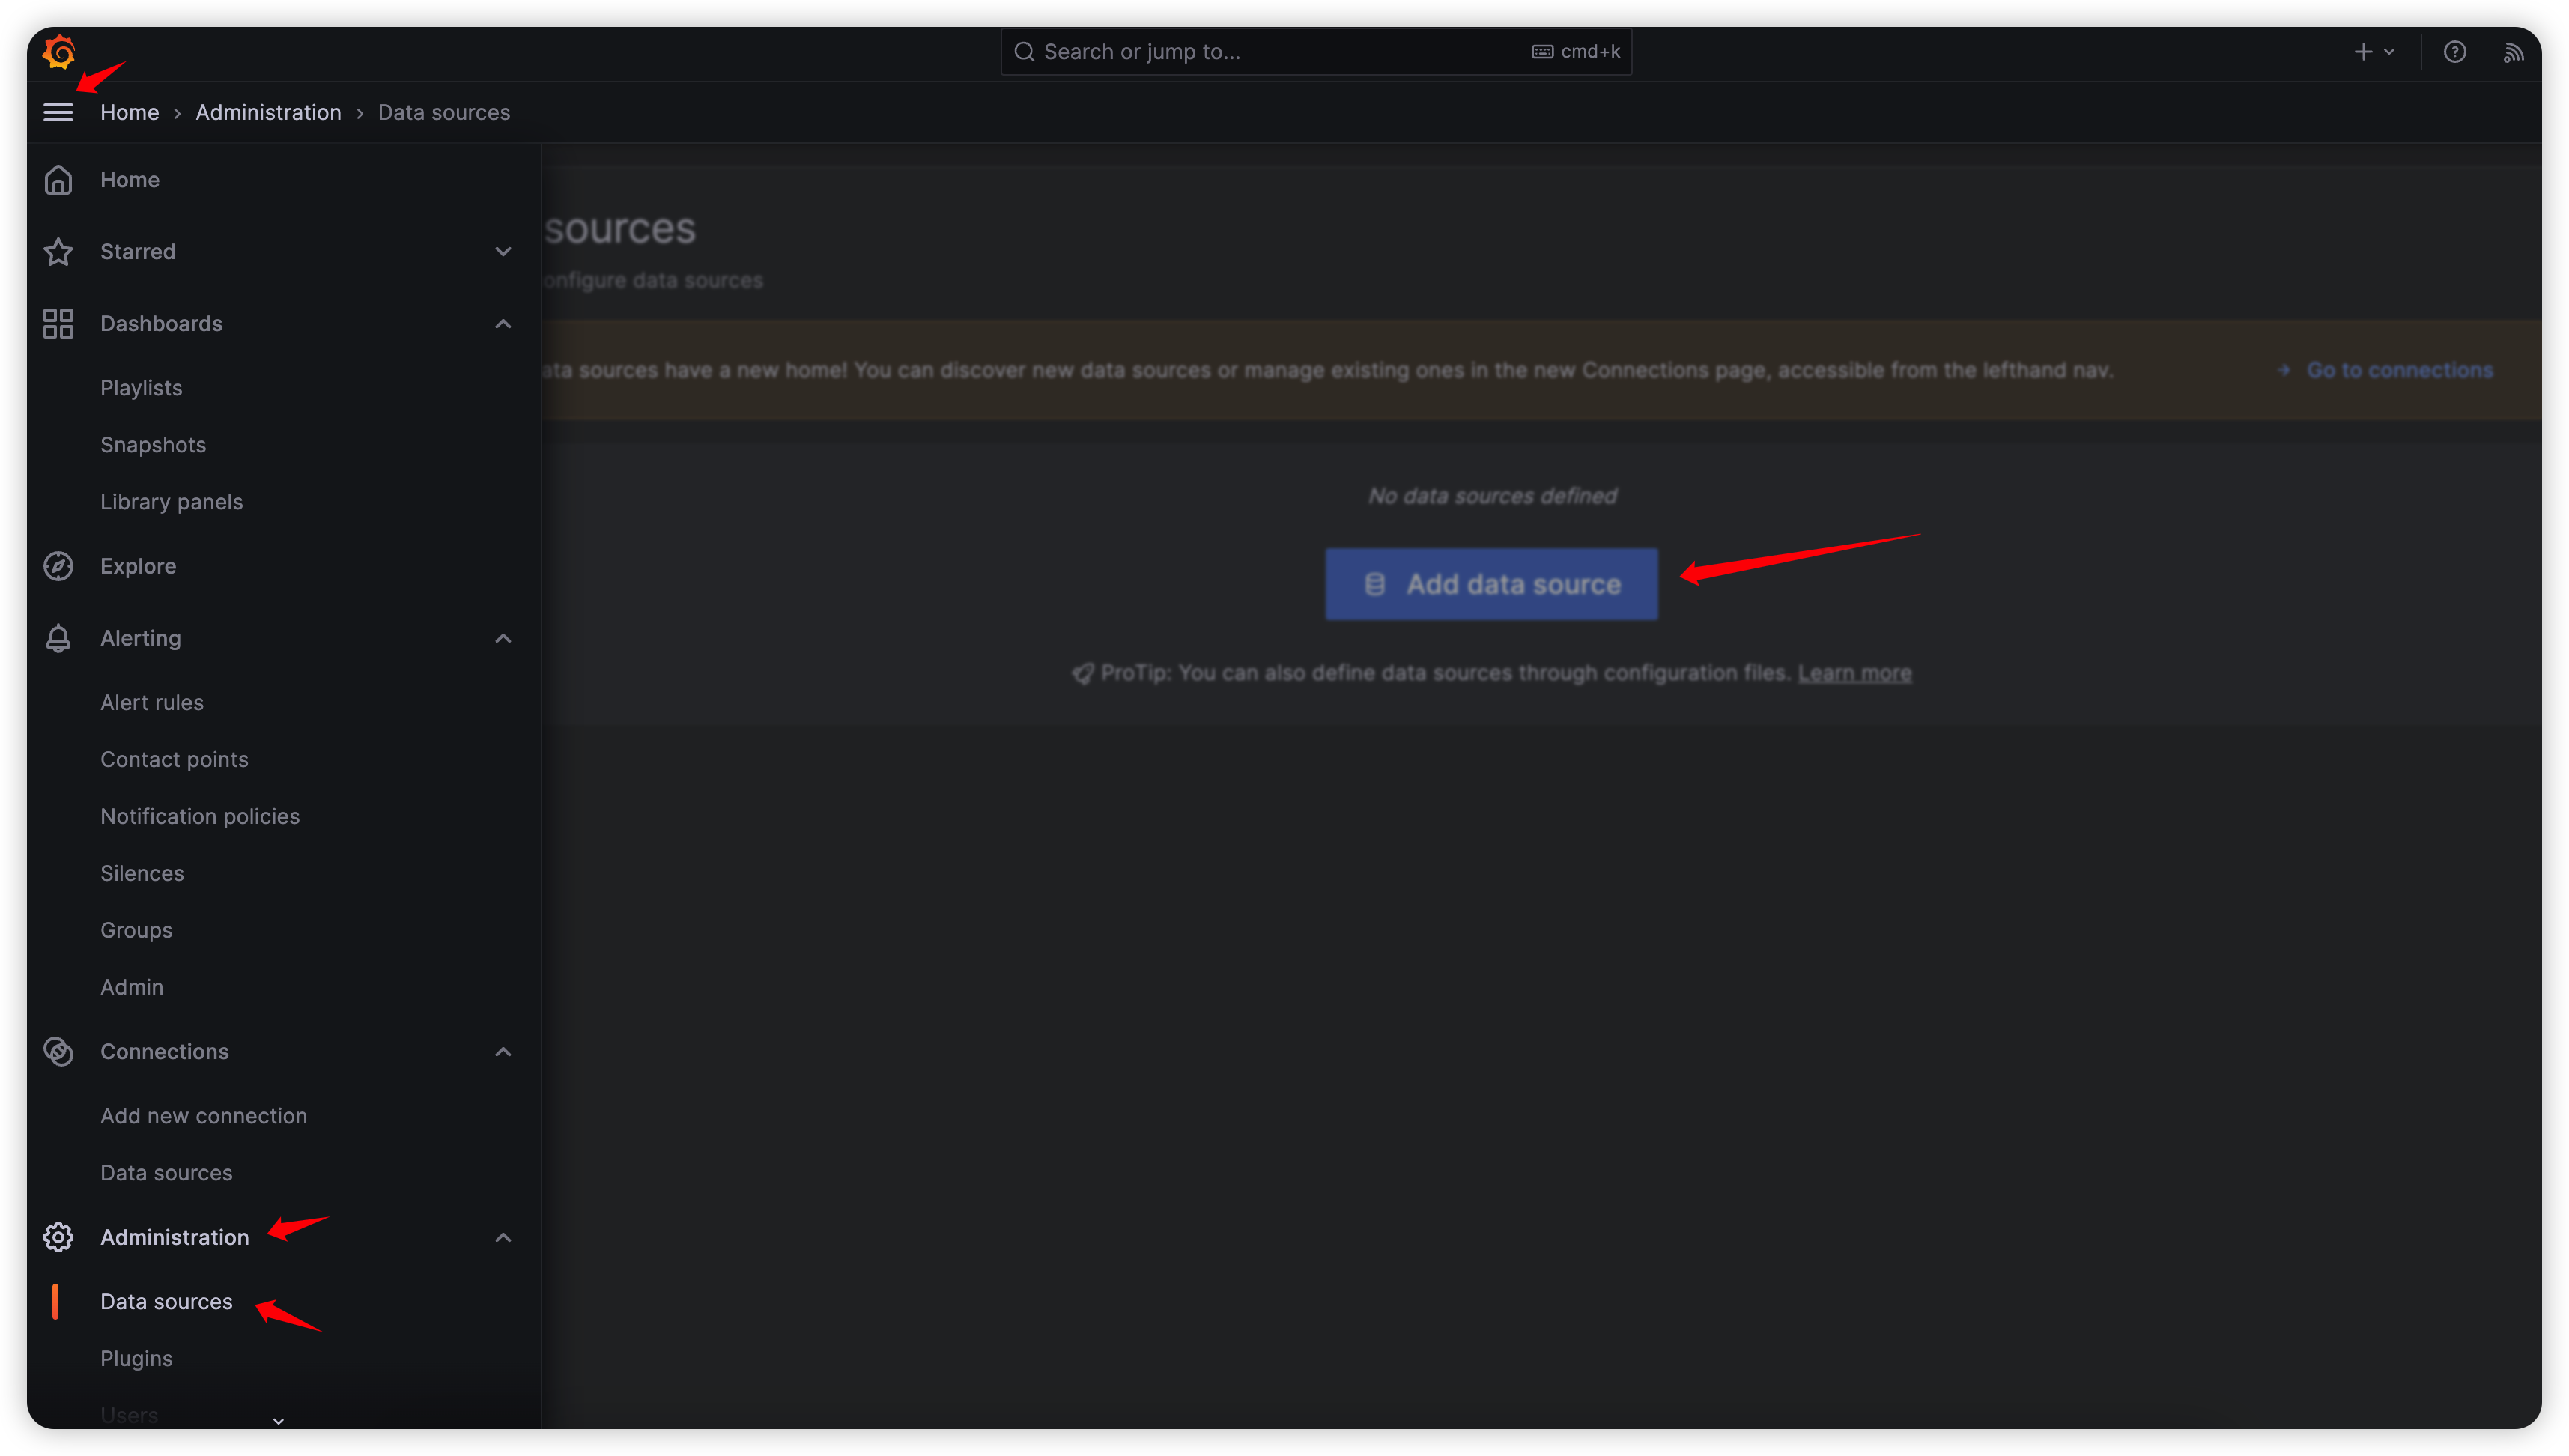 Search or jump to...
cmd+k
Home › Administration › Data sources
Home
Starred
Dashboards
Playlists
Snapshots
Library panels
Explore
Alerting
Alert rules
Contact points
Notification policies
Silences
Groups
Admin
Connections
Add new connection
Data sources
Administration
Data sources
Plugins
Users
sources
onfigure data sources
ata sources have a new home! You can discover new data sources or manage existing ones in the new Connections page, accessible from the lefthand nav.
Go to connections
No data sources defined
Add data source
ProTip: You can also define data sources through configuration files. Learn more